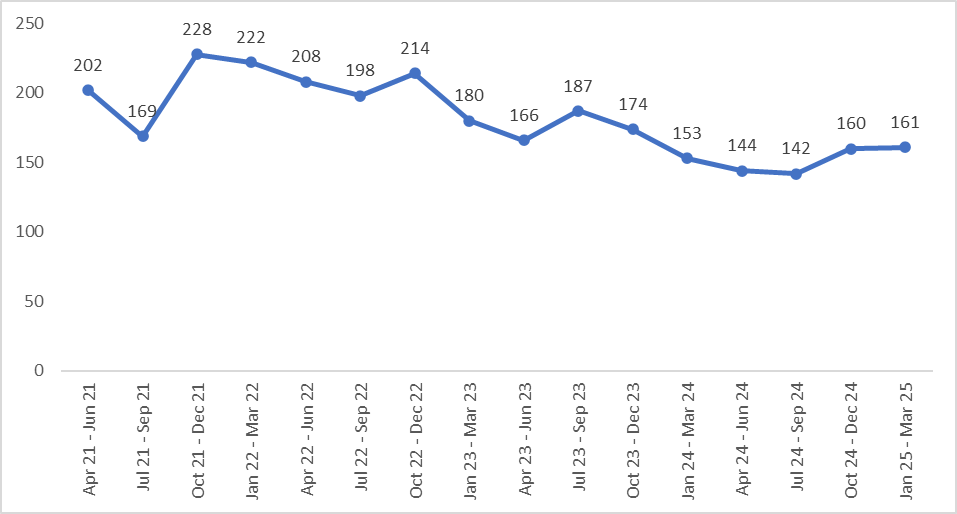 250
200
150
100
50
0
202
169
228
222
208
198
214
180
166
187
174
153
144
142
160
161
Apr 21 - Jun 21
Jul 21 - Sep 21
Oct 21 - Dec 21
Jan 22 - Mar 22
Apr 22 - Jun 22
Jul 22 - Sep 22
Oct 22 - Dec 22
Jan 23 - Mar 23
Apr 23 - Jun 23
Jul 23 - Sep 23
Oct 23 - Dec 23
Jan 24 - Mar 24
Apr 24 - Jun 24
Jul 24 - Sep 24
Oct 24 - Dec 24
Jan 25 - Mar 25